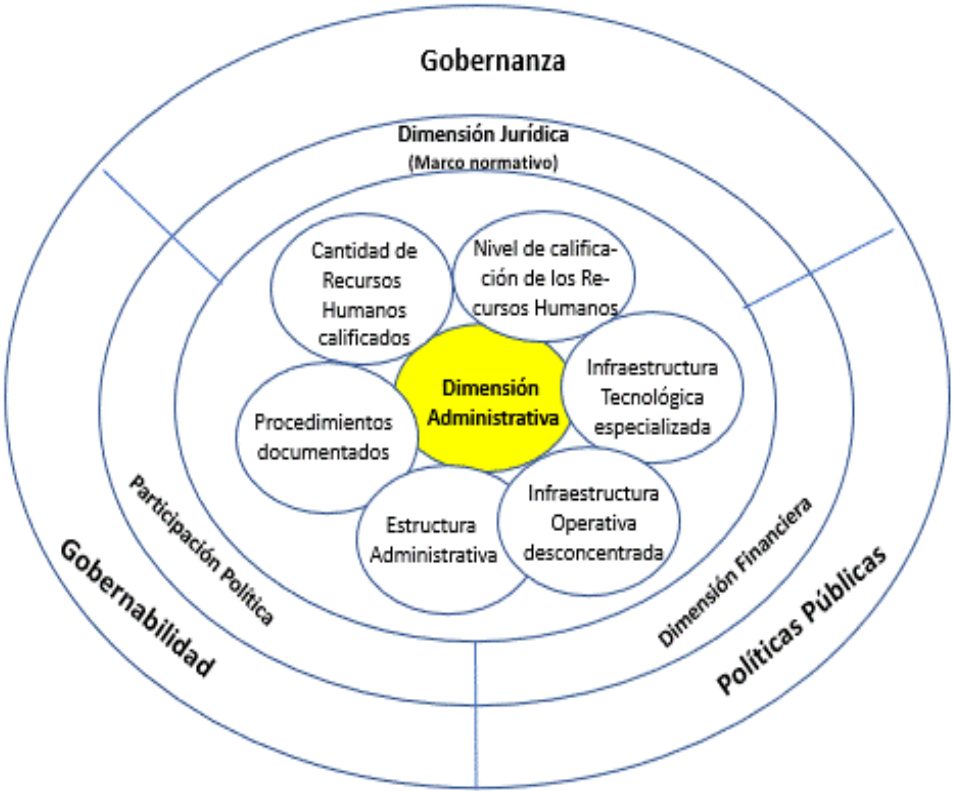 Gobernanza
Dimensión Jurídica
(Marco normativo)
Cantidad de
Recursos
Humanos
calificados
Nivel de califica-
ción de los Re-
cursos Humanos
Infraestructura
Tecnológica
especializada
Dimensión
Administrativa
Procedimientos
documentados
Estructura
Administrativa
Infraestructura
Operativa
desconcentrada
Participación Política
Dimensión Financiera
Gobernabilidad
Políticas Públicas